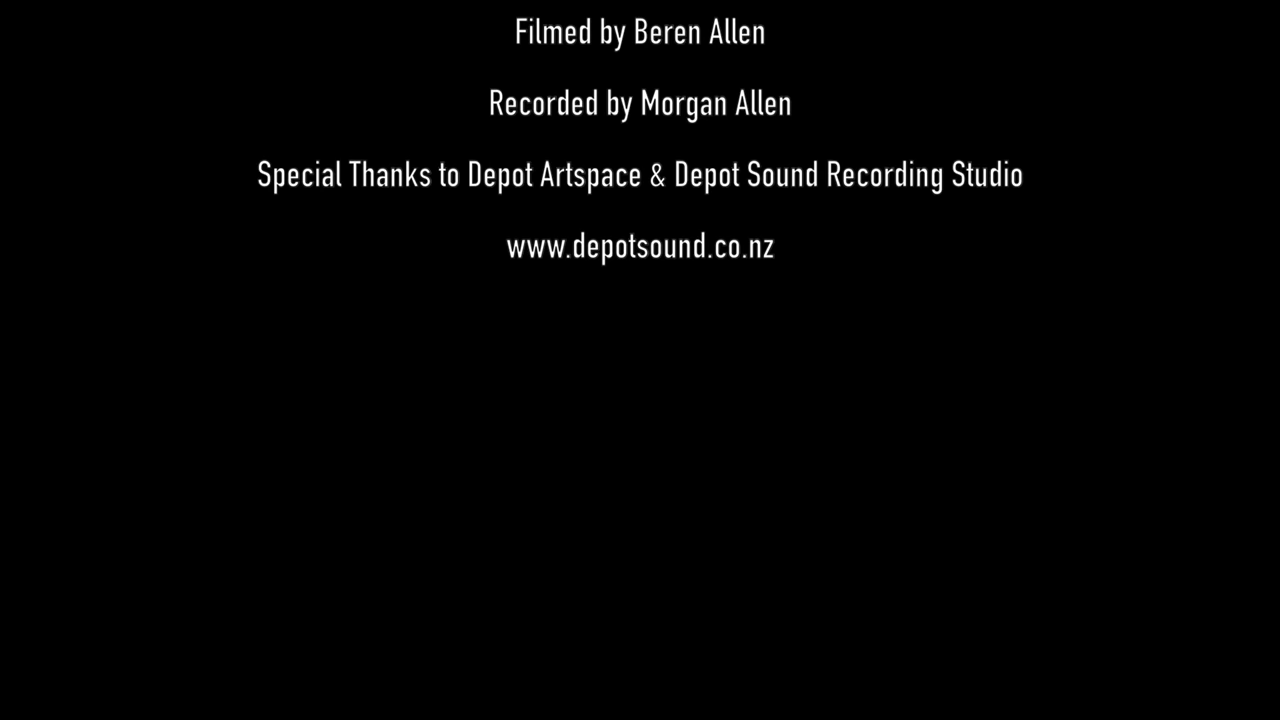 Filmed by Beren Allen
Recorded by Morgan Allen
Special Thanks to Depot Artspace & Depot Sound Recording Studio
www.depotsound.co.nz